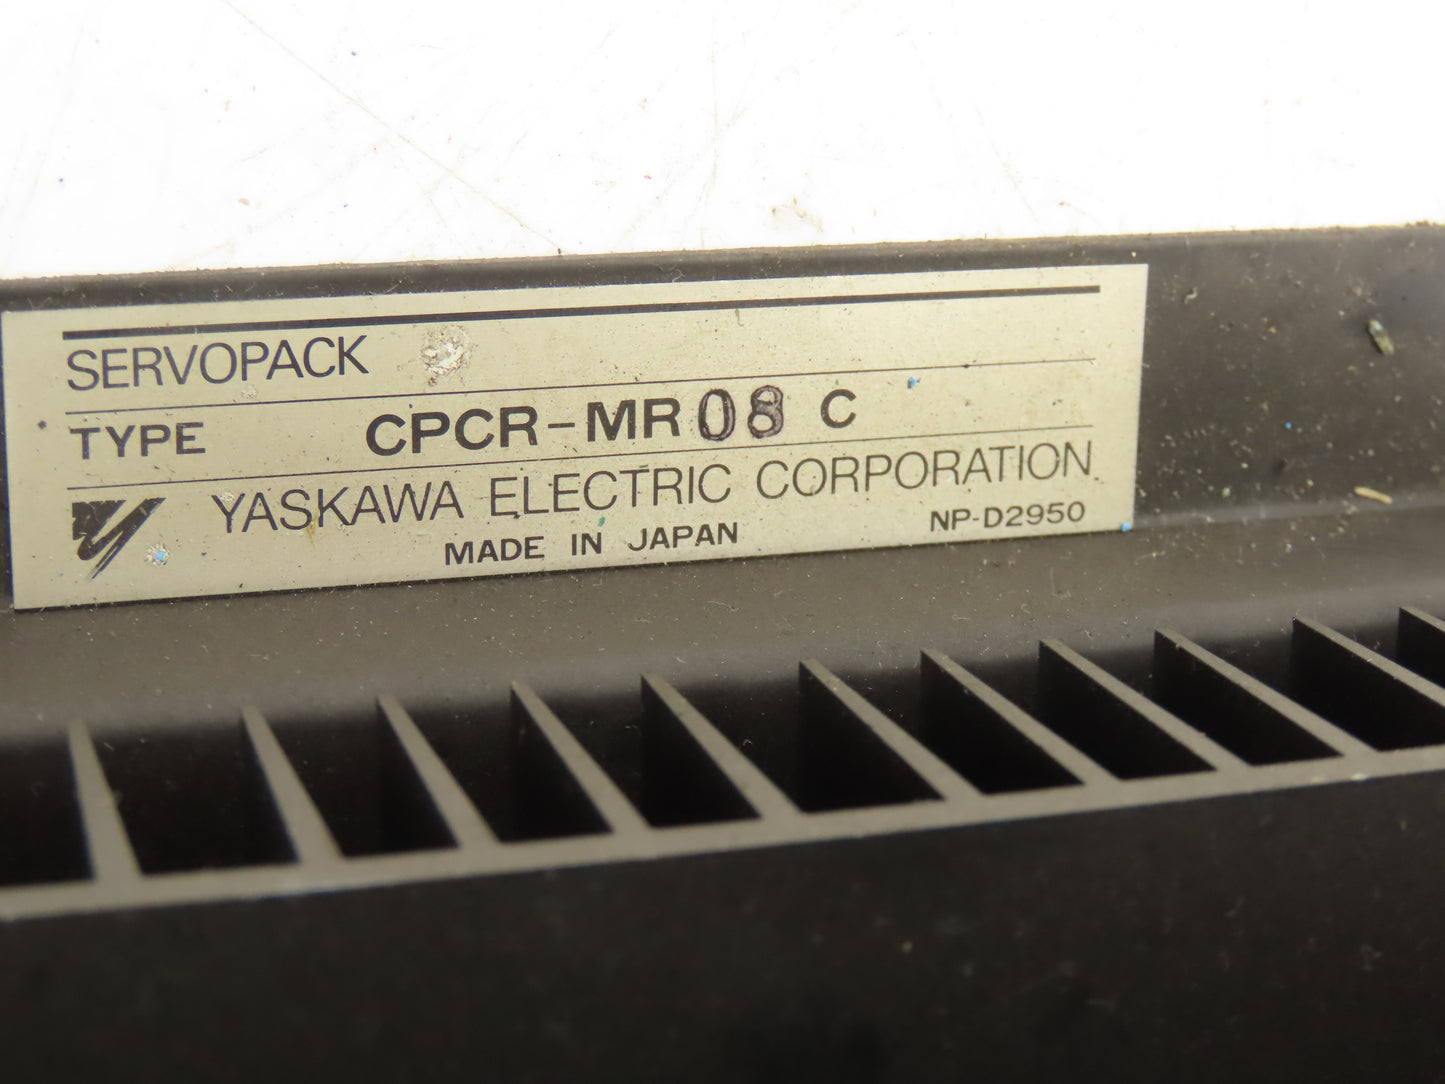 SERVOPACK
TYPE CPCR-MR08 C
YASKAWA ELECTRIC CORPORATION
MADE IN JAPAN NP-D2950